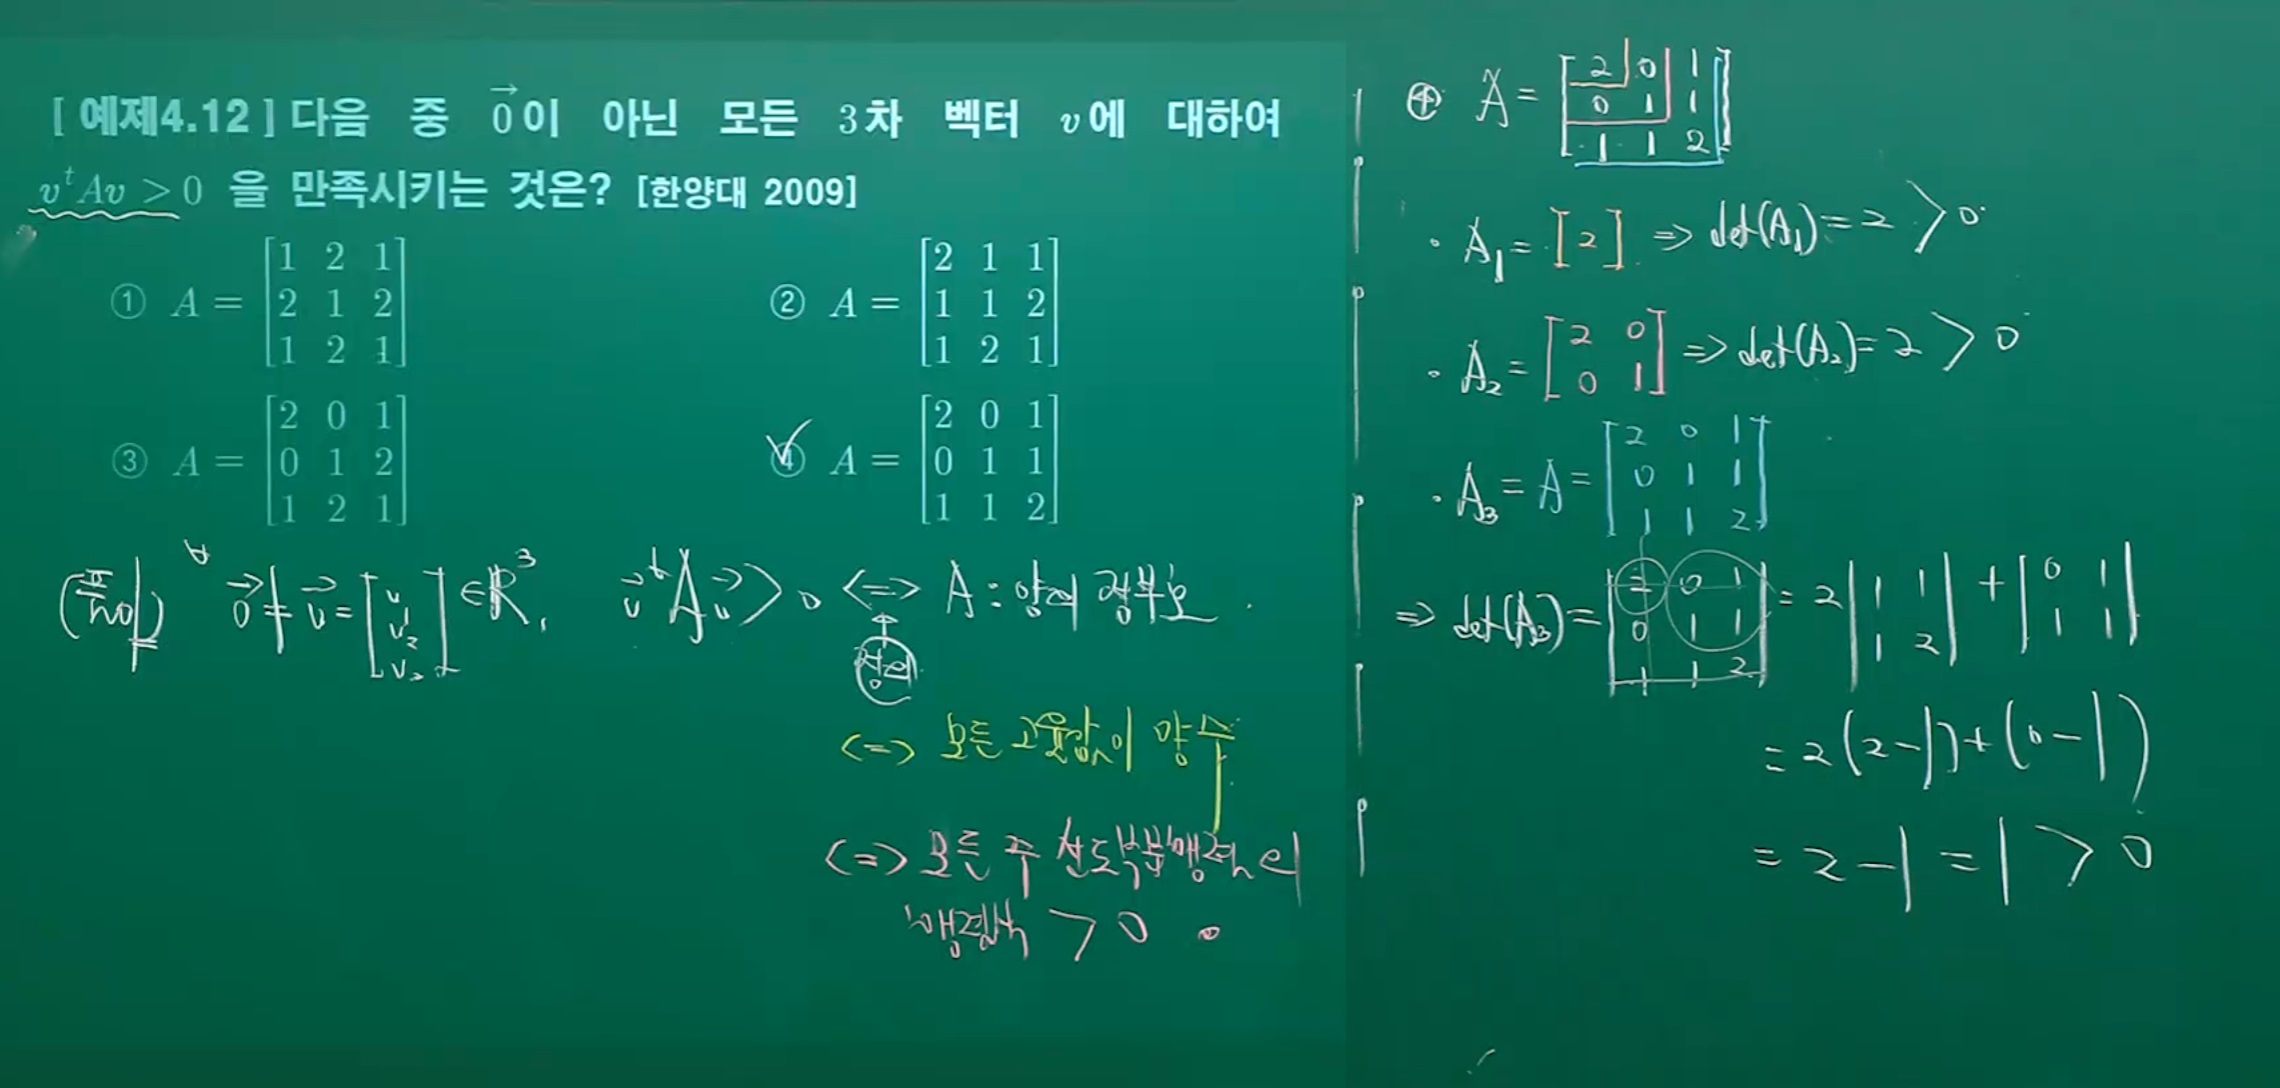 [ 예제4.12 ] 다음 중 $\vec{0}$이 아닌 모든 3차 벡터 $v$에 대하여
$v^t A v > 0$ 을 만족시키는 것은? [한양대 2009]
① $A = \begin{bmatrix} 1 & 2 & 1 \\ 2 & 1 & 2 \\ 1 & 2 & 1 \end{bmatrix}$ ② $A = \begin{bmatrix} 2 & 1 & 1 \\ 1 & 1 & 2 \\ 1 & 2 & 1 \end{bmatrix}$
③ $A = \begin{bmatrix} 2 & 0 & 1 \\ 0 & 1 & 2 \\ 1 & 2 & 1 \end{bmatrix}$ ④ $A = \begin{bmatrix} 2 & 0 & 1 \\ 0 & 1 & 1 \\ 1 & 1 & 2 \end{bmatrix}$
(풀이) $\forall \vec{0} \neq \vec{v} = \begin{bmatrix} v_1 \\ v_2 \\ v_3 \end{bmatrix} \in \mathbb{R}^3,$ $\vec{v}^t A \vec{v} > 0 \Leftrightarrow A$ : 양의 정부호.
정의
$\Leftrightarrow$ 모든 고윳값이 양수
$\Leftrightarrow$ 모든 주 선도부분행렬의
행렬식 $> 0$.
④ $A = \begin{bmatrix} 2 & 0 & 1 \\ 0 & 1 & 1 \\ 1 & 1 & 2 \end{bmatrix}$
· $A_1 = [2] \Rightarrow det(A_1) = 2 > 0$
· $A_2 = \begin{bmatrix} 2 & 0 \\ 0 & 1 \end{bmatrix} \Rightarrow det(A_2) = 2 > 0$
· $A_3 = A = \begin{bmatrix} 2 & 0 & 1 \\ 0 & 1 & 1 \\ 1 & 1 & 2 \end{bmatrix}$
$\Rightarrow det(A_3) = \begin{vmatrix} 2 & 0 & 1 \\ 0 & 1 & 1 \\ 1 & 1 & 2 \end{vmatrix} = 2 \begin{vmatrix} 1 & 1 \\ 1 & 2 \end{vmatrix} + \begin{vmatrix} 0 & 1 \\ 1 & 1 \end{vmatrix}$
$= 2(2-1) + (0-1)$
$= 2 - 1 = 1 > 0$